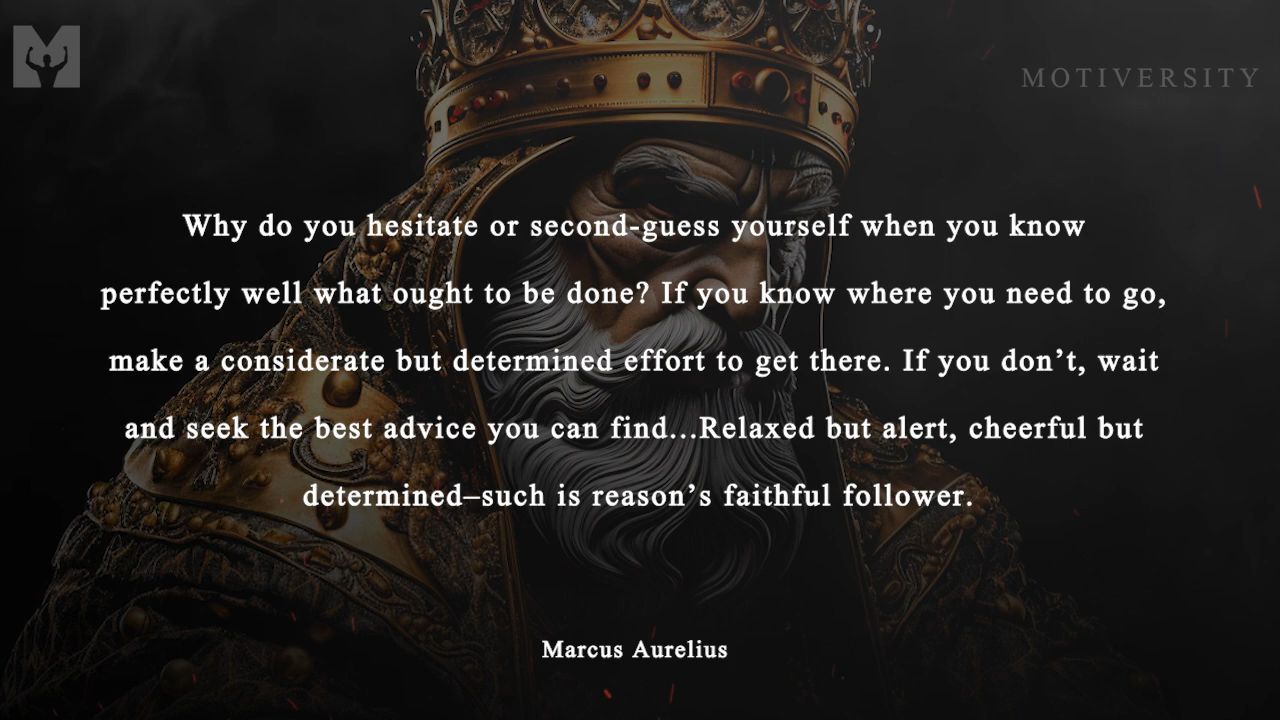 MOTIVERSITY
Why do you hesitate or second-guess yourself when you know
perfectly well what ought to be done? If you know where you need to go,
make a considerate but determined effort to get there. If you don’t, wait
and seek the best advice you can find...Relaxed but alert, cheerful but
determined–such is reason’s faithful follower.
Marcus Aurelius